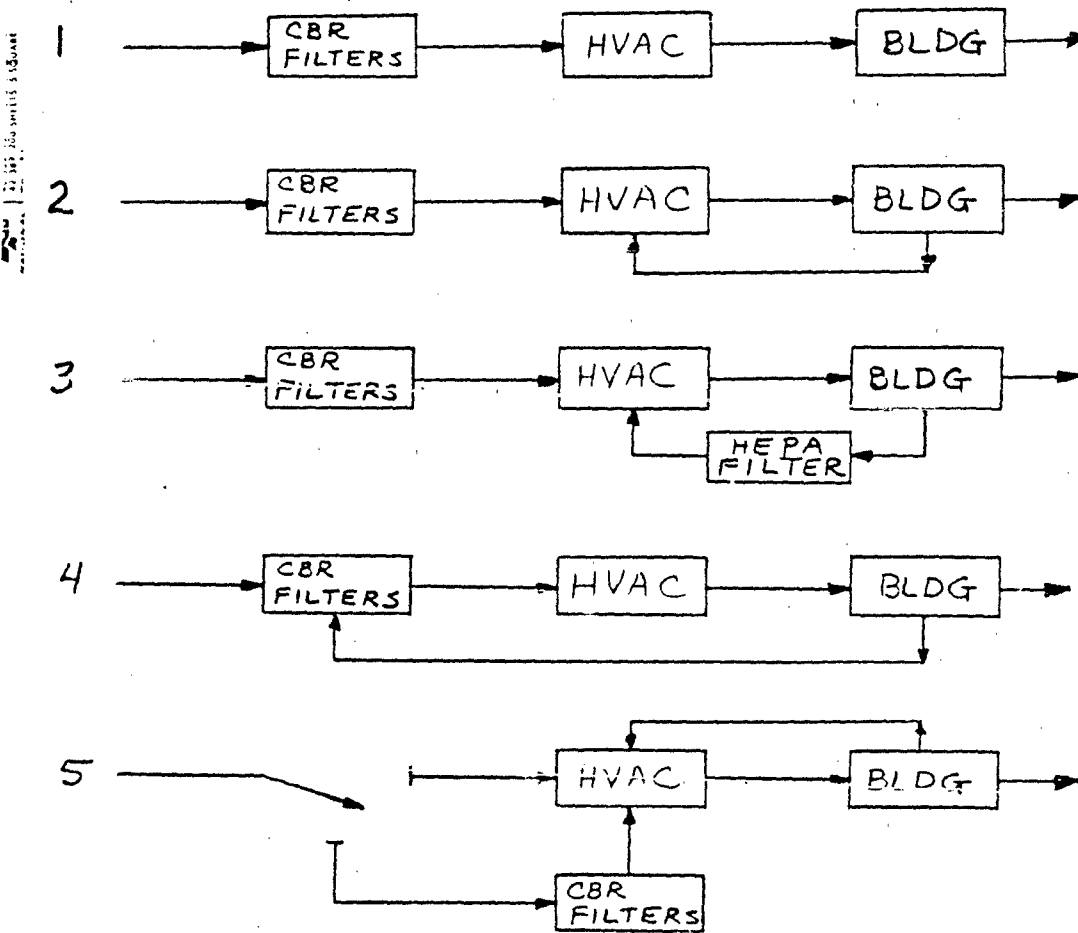 1
CBR
FILTERS
HVAC
BLDG
2
CBR
FILTERS
HVAC
BLDG
3
CBR
FILTERS
HVAC
BLDG
HEPA
FILTER
4
CBR
FILTERS
HVAC
BLDG
5
HVAC
BLDG
CBR
FILTERS